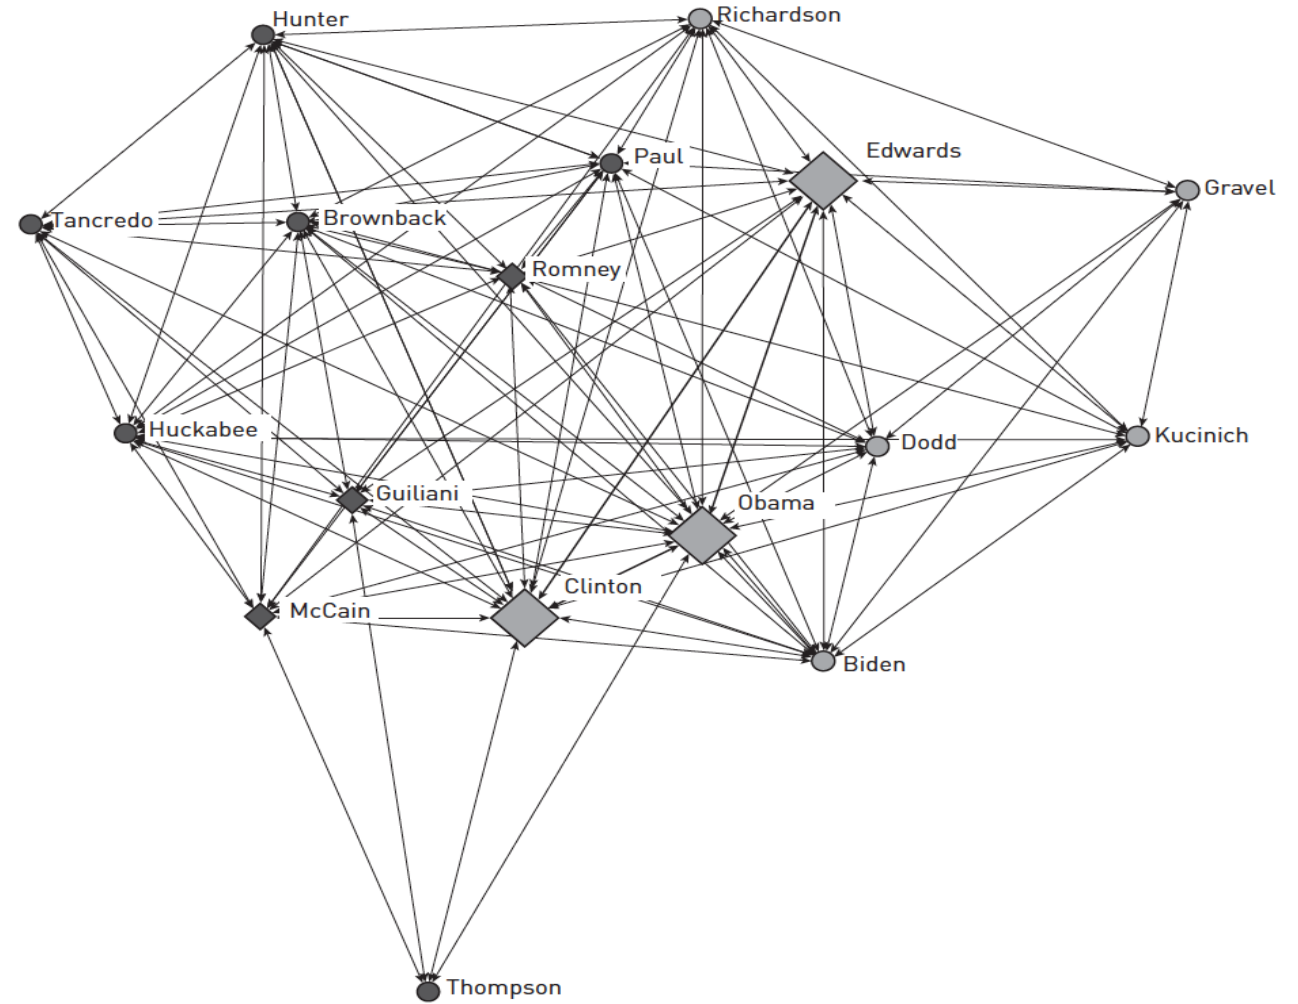 Richardson
Hunter
Edwards
Paul
Gravel
Tancredo
Brownback
Romney
Huckabee
Dodd
Kucinich
Guiliani
Obama
Clinton
McCain
Biden
Thompson